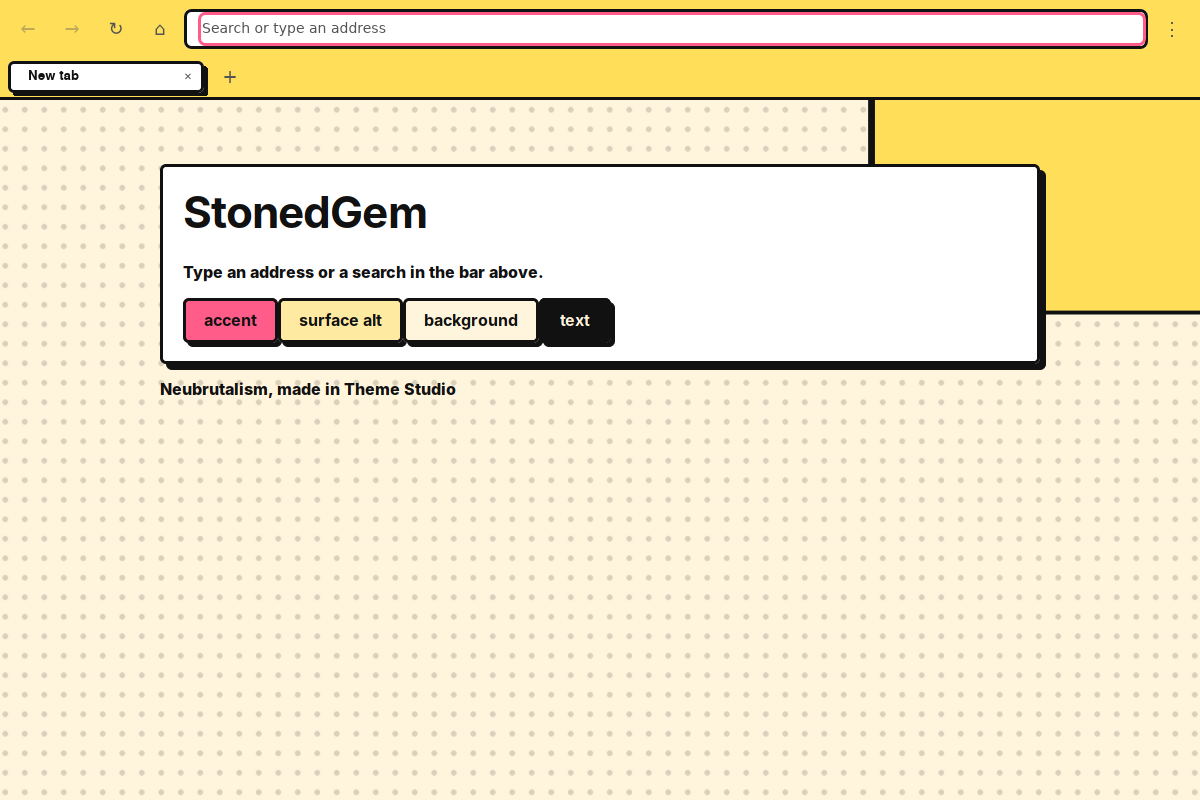 Search or type an address
New tab
StonedGem
Type an address or a search in the bar above.
accent
surface alt
background
text
Neubrutalism, made in Theme Studio